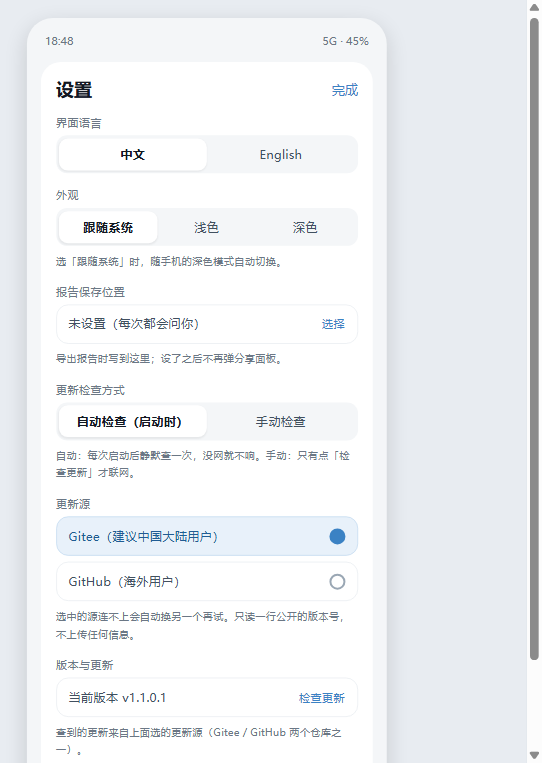 18:48
5G · 45%
设置
完成
界面语言
中文
English
外观
跟随系统
浅色
深色
选「跟随系统」时，随手机的深色模式自动切换。
报告保存位置
未设置（每次都会问你）
选择
导出报告时写到这里；设了之后不再弹分享面板。
更新检查方式
自动检查（启动时）
手动检查
自动：每次启动后静默查一次，没网就不响。手动：只有点「检
查更新」才联网。
更新源
Gitee（建议中国大陆用户）
GitHub（海外用户）
选中的源连不上会自动换另一个再试。只读一行公开的版本号，
不上传任何信息。
版本与更新
当前版本 v1.1.0.1
检查更新
查到的更新来自上面选的更新源（Gitee / GitHub 两个仓库之
一）。